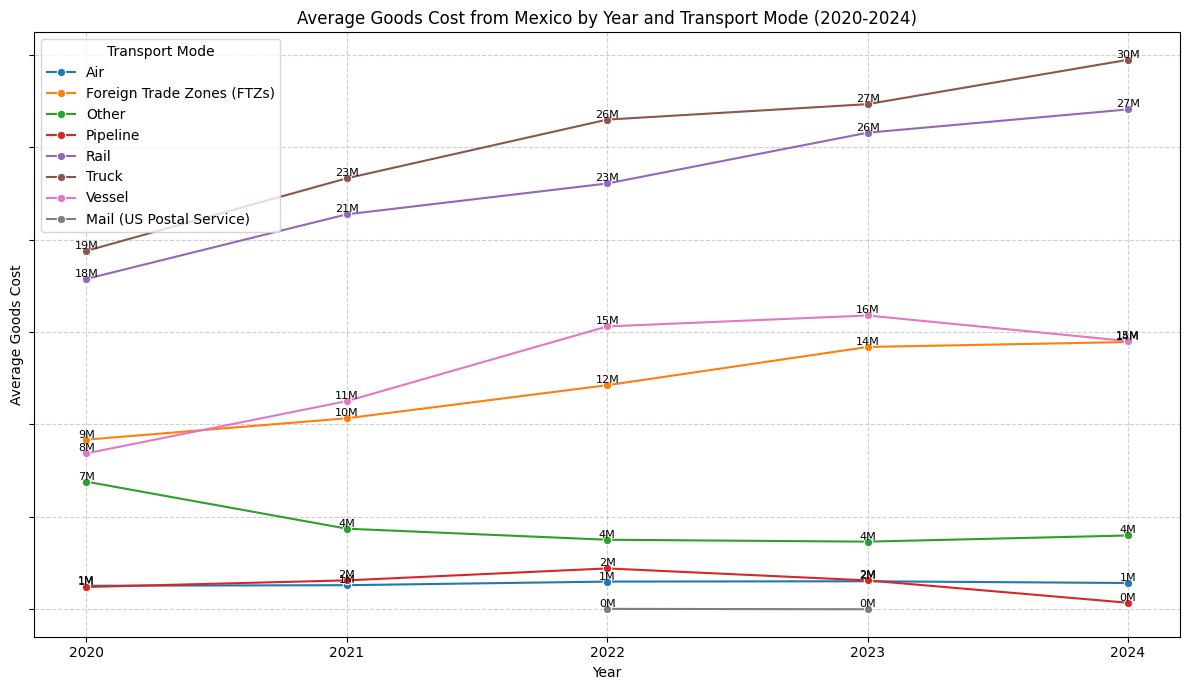 Average Goods Cost from Mexico by Year and Transport Mode (2020-2024)
Transport Mode
Air
Foreign Trade Zones (FTZs)
Other
Pipeline
Rail
Truck
Vessel
Mail (US Postal Service)
Average Goods Cost
19M
23M
26M
27M
30M
18M
21M
23M
26M
27M
8M
11M
15M
16M
9M
10M
12M
14M
7M
4M
4M
4M
4M
1M
2M
1M
2M
1M
2M
1M
0M
0M
0M
2020
2021
2022
2023
2024
Year